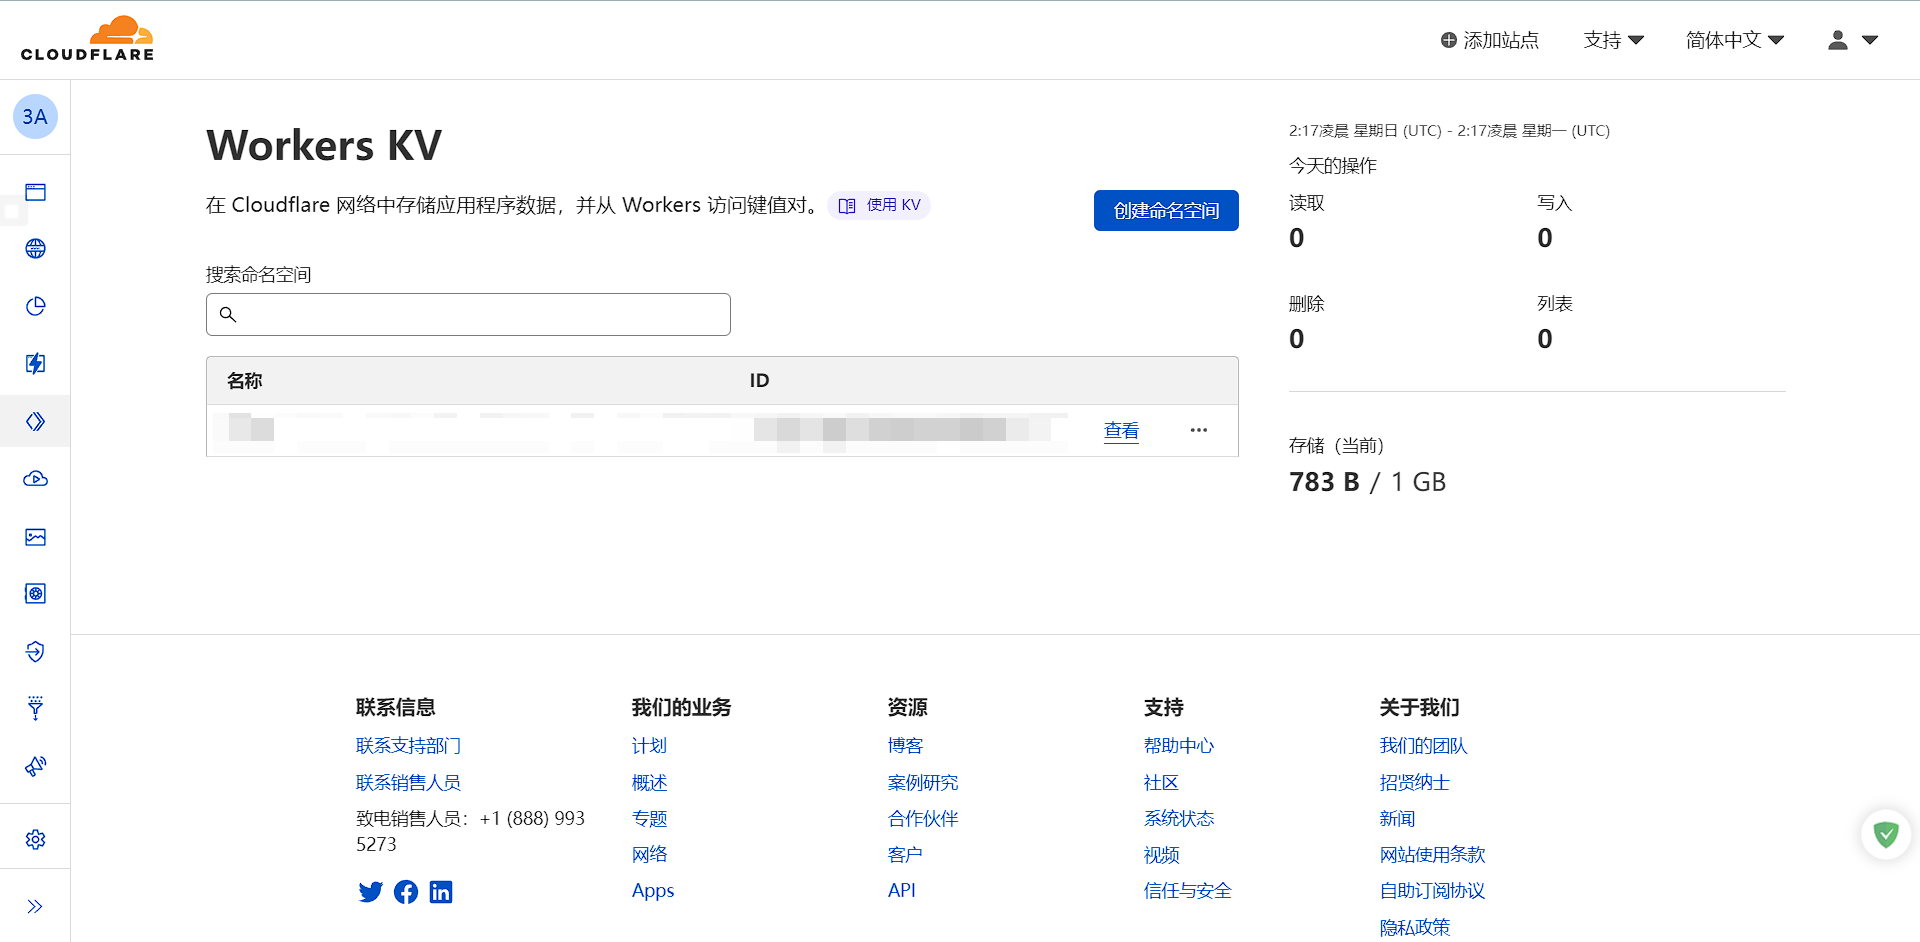 CLOUDFLARE
添加站点
支持
简体中文
3A
Workers KV
在 Cloudflare 网络中存储应用程序数据，并从 Workers 访问键值对。
使用 KV
创建命名空间
搜索命名空间
名称 ID
查看
2:17凌晨 星期日 (UTC) - 2:17凌晨 星期一 (UTC)
今天的操作
读取 写入
0 0
删除 列表
0 0
存储（当前）
783 B / 1 GB
联系信息
联系支持部门
联系销售人员
致电销售人员：+1 (888) 993
5273
我们的业务
计划
概述
专题
网络
Apps
资源
博客
案例研究
合作伙伴
客户
API
支持
帮助中心
社区
系统状态
视频
信任与安全
关于我们
我们的团队
招贤纳士
新闻
网站使用条款
自助订阅协议
隐私政策